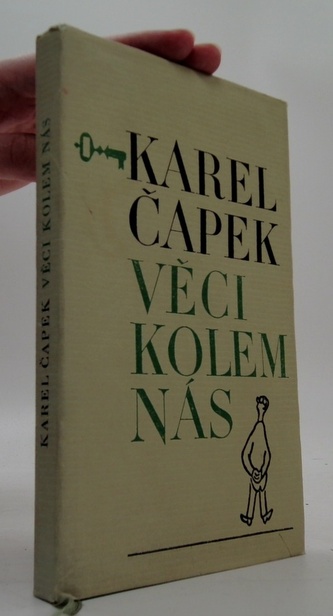 KAREL ČAPEK VĚCI KOLEM NÁS
KAREL
ČAPEK
VĚCI
KOLEM
NÁS